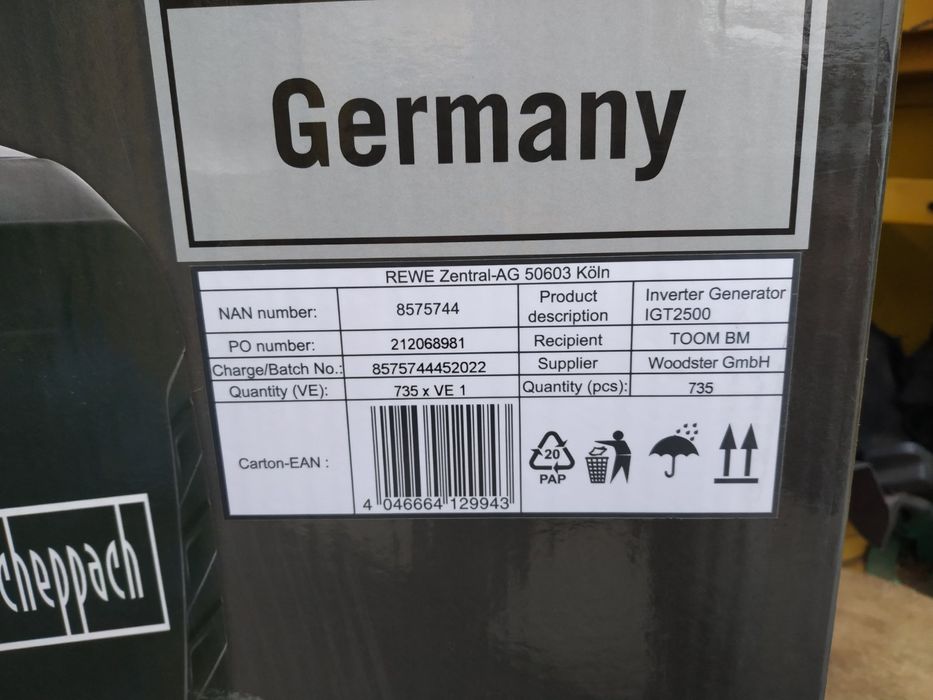 Germany
REWE Zentral-AG 50603 Köln
NAN number: 8575744 Product description Inverter Generator IGT2500
PO number: 212068981 Recipient TOOM BM
Charge/Batch No.: 8575744452022 Supplier Woodster GmbH
Quantity (VE): 735 x VE 1 Quantity (pcs): 735
Carton-EAN :
20
PAP
4 046664 129943
cheppach